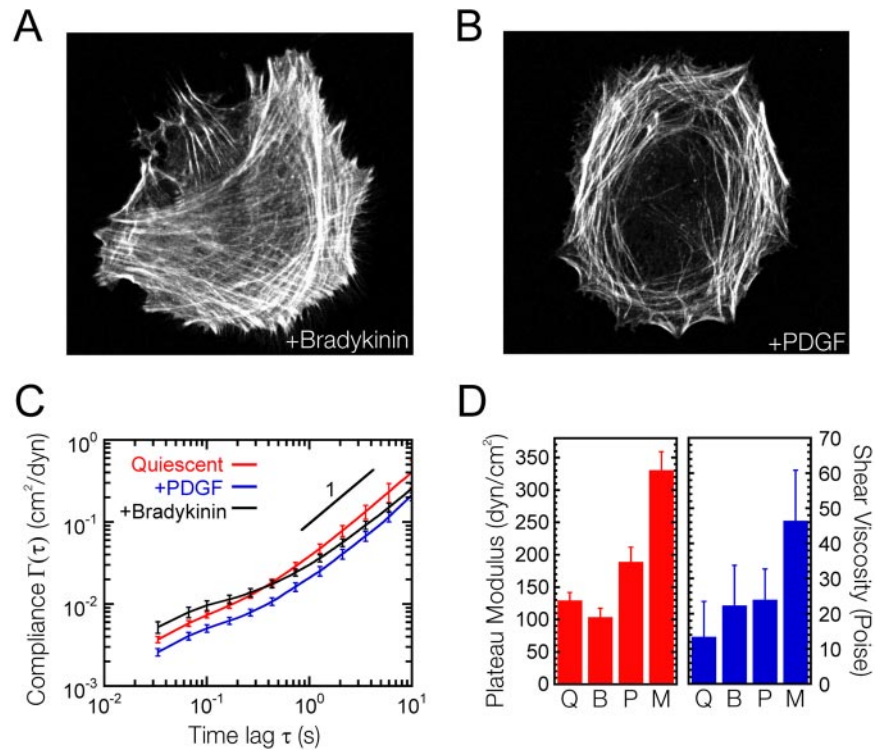 A
+Bradykinin
B
+PDGF
C
Compliance Γ(τ) (cm²/dyn)
10⁰
10⁻¹
10⁻²
10⁻³
Quiescent
+PDGF
+Bradykinin
1
10⁻² 10⁻¹ 10⁰ 10¹
Time lag τ (s)
D
Plateau Modulus (dyn/cm²)
350
300
250
200
150
100
50
0
Q B P M
Q B P M
70
60
50
40
30
20
10
0
Shear Viscosity (Poise)